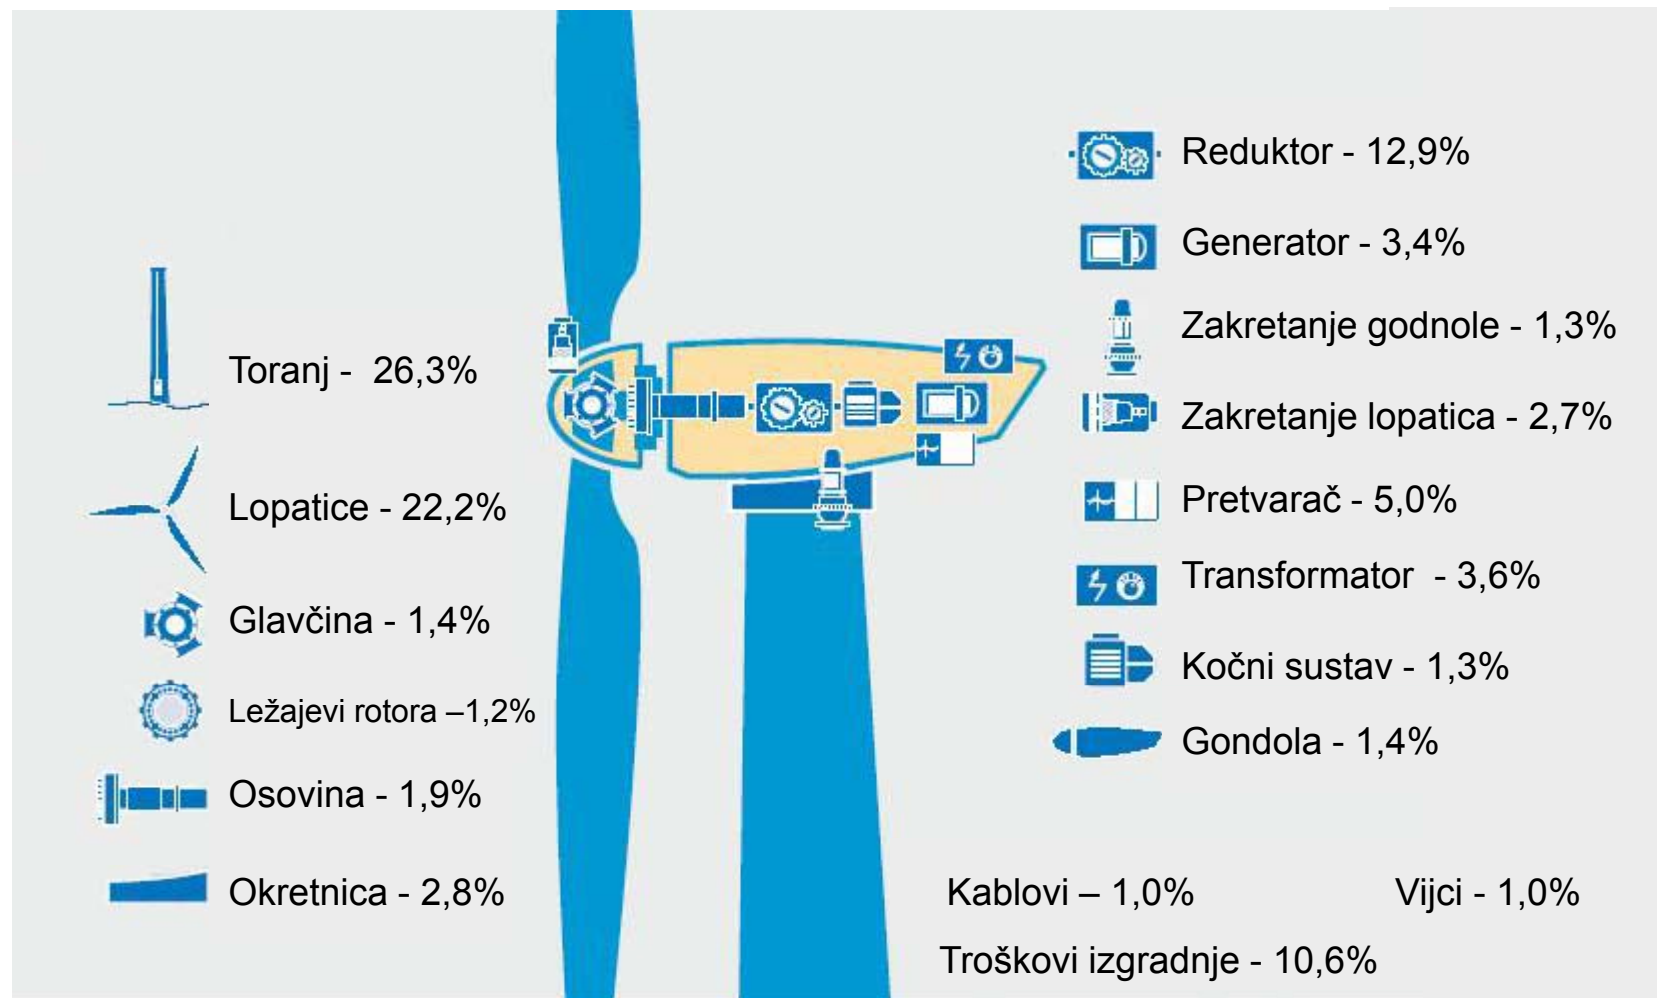 Toranj -  26,3%
Lopatice - 22,2%
Glavčina - 1,4%
Ležajevi rotora –1,2%
Osovina - 1,9%
Okretnica - 2,8%
Reduktor - 12,9%
Generator - 3,4%
Zakretanje godnole - 1,3%
Zakretanje lopatica - 2,7%
Pretvarač - 5,0%
Transformator  - 3,6%
Kočni sustav - 1,3%
Gondola - 1,4%
Kablovi – 1,0%
Vijci - 1,0%
Troškovi izgradnje - 10,6%